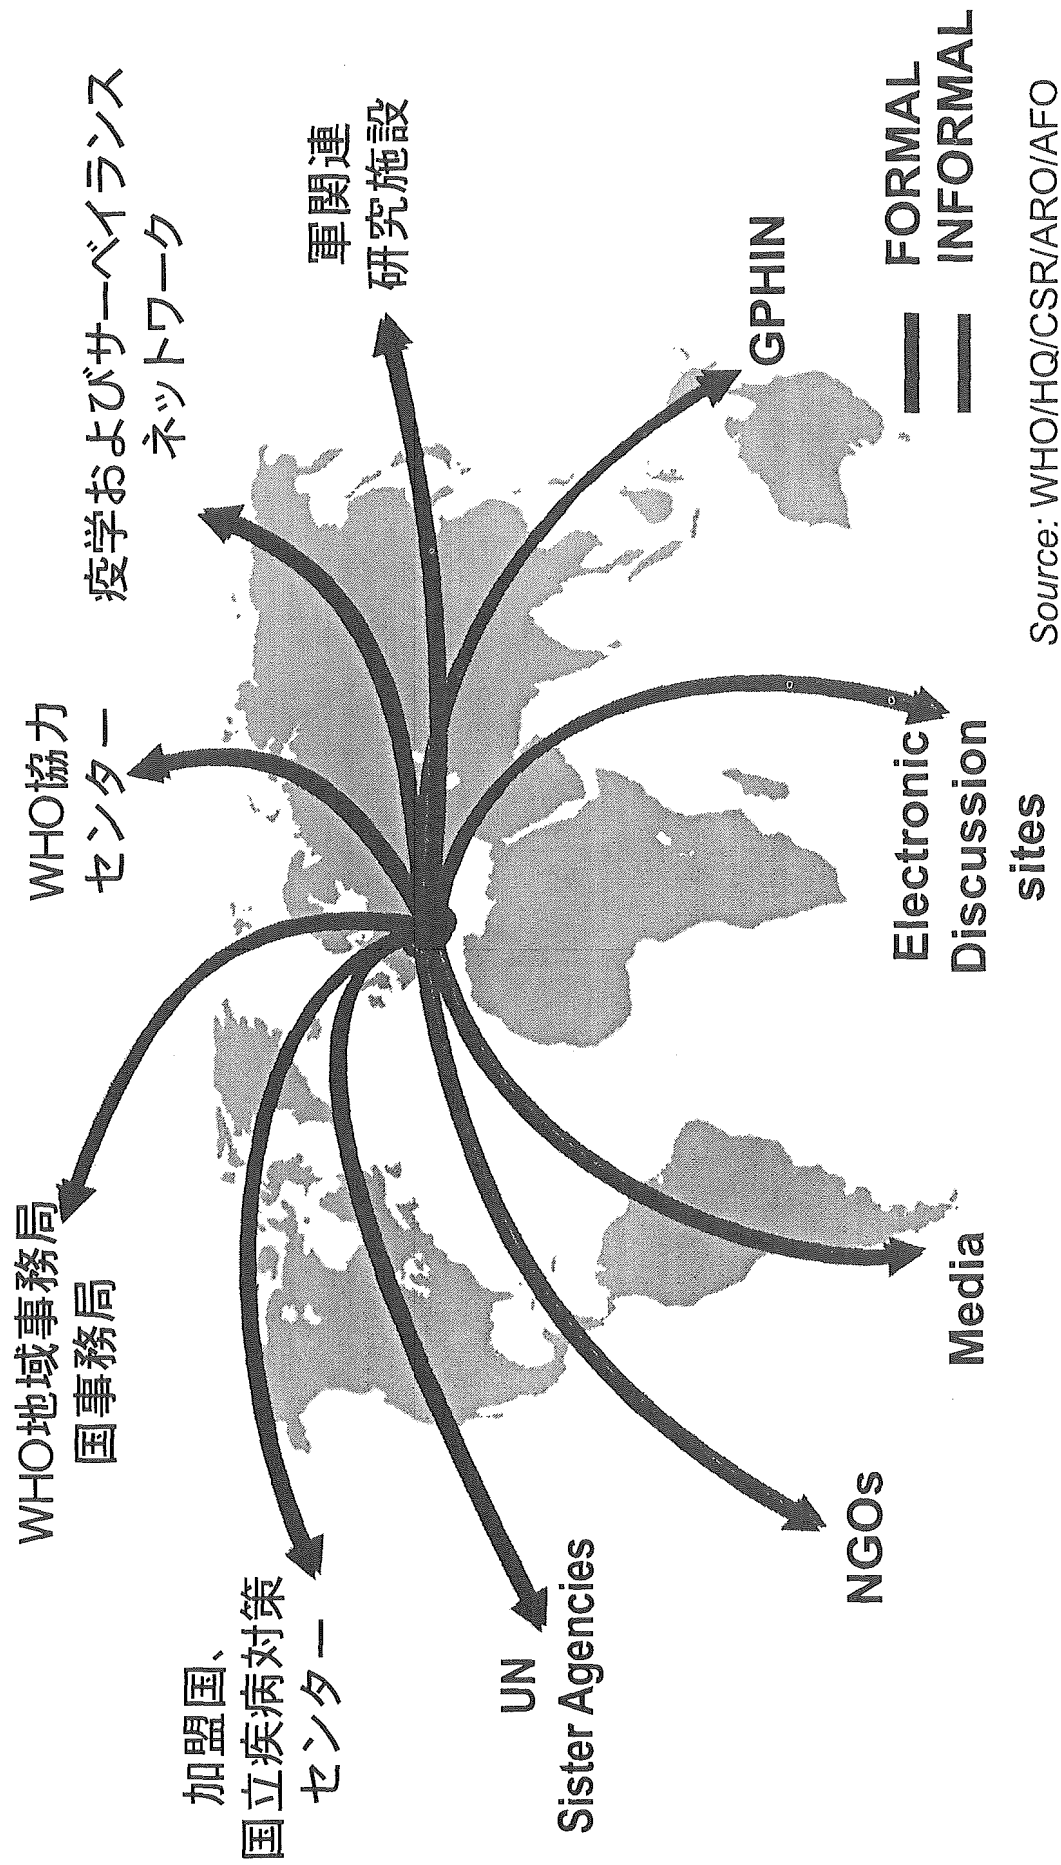 WHO地域事務局
国事務局
WHO協力
センター
疫学およびサーベイランス
ネットワーク
加盟国、
国立疾病対策
センター
軍関連
研究施設
UN
Sister Agencies
GPHIN
NGOs
Media
Electronic
Discussion
sites
FORMAL
INFORMAL
Source: WHO/HQ/CSR/ARO/AFO